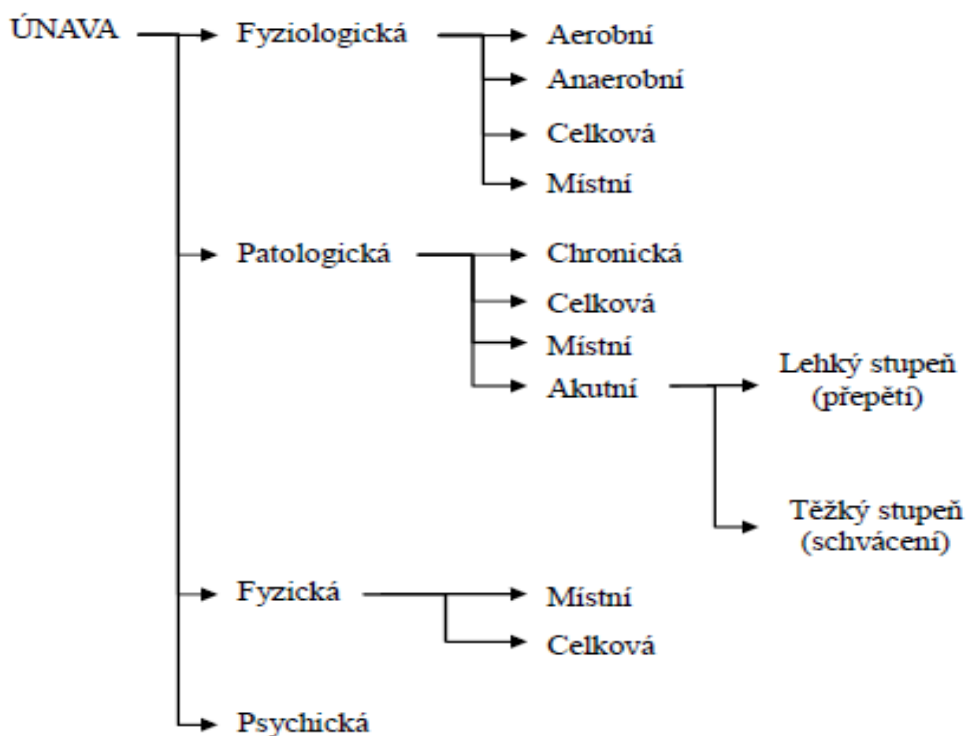 ÚNAVA Fyziologická Aerobní
Anaerobní
Celková
Místní
Patologická Chronická
Celková
Místní
Akutní Lehký stupeň
(přepětí)
Těžký stupeň
(schvácení)
Fyzická Místní
Celková
Psychická